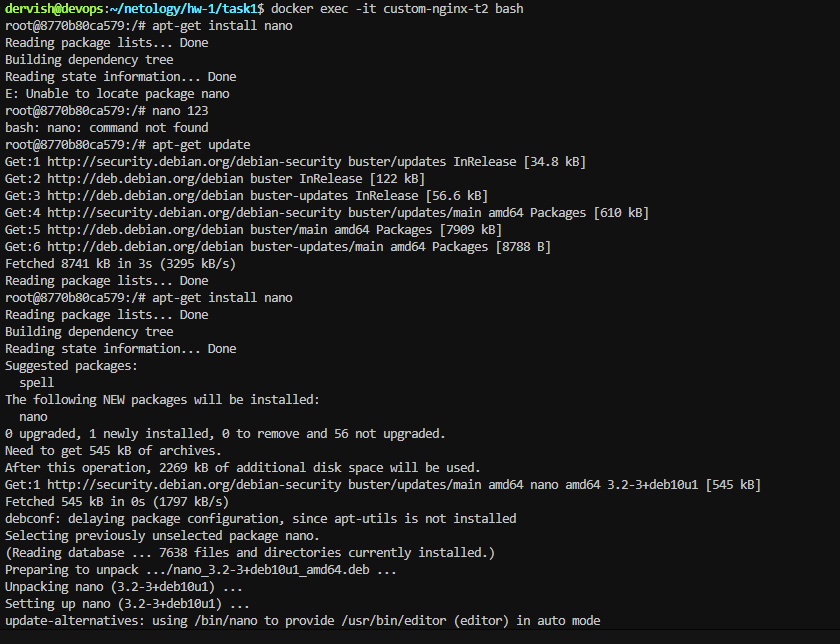 dervish@devops:~/netology/hw-1/task1$ docker exec -it custom-nginx-t2 bash
root@8770b80ca579:/# apt-get install nano
Reading package lists... Done
Building dependency tree
Reading state information... Done
E: Unable to locate package nano
root@8770b80ca579:/# nano 123
bash: nano: command not found
root@8770b80ca579:/# apt-get update
Get:1 http://security.debian.org/debian-security buster/updates InRelease [34.8 kB]
Get:2 http://deb.debian.org/debian buster InRelease [122 kB]
Get:3 http://deb.debian.org/debian buster-updates InRelease [56.6 kB]
Get:4 http://security.debian.org/debian-security buster/updates/main amd64 Packages [610 kB]
Get:5 http://deb.debian.org/debian buster/main amd64 Packages [7909 kB]
Get:6 http://deb.debian.org/debian buster-updates/main amd64 Packages [8788 B]
Fetched 8741 kB in 3s (3295 kB/s)
Reading package lists... Done
root@8770b80ca579:/# apt-get install nano
Reading package lists... Done
Building dependency tree
Reading state information... Done
Suggested packages:
  spell
The following NEW packages will be installed:
  nano
0 upgraded, 1 newly installed, 0 to remove and 56 not upgraded.
Need to get 545 kB of archives.
After this operation, 2269 kB of additional disk space will be used.
Get:1 http://security.debian.org/debian-security buster/updates/main amd64 nano amd64 3.2-3+deb10u1 [545 kB]
Fetched 545 kB in 0s (1797 kB/s)
debconf: delaying package configuration, since apt-utils is not installed
Selecting previously unselected package nano.
(Reading database ... 7638 files and directories currently installed.)
Preparing to unpack .../nano_3.2-3+deb10u1_amd64.deb ...
Unpacking nano (3.2-3+deb10u1) ...
Setting up nano (3.2-3+deb10u1) ...
update-alternatives: using /bin/nano to provide /usr/bin/editor (editor) in auto mode